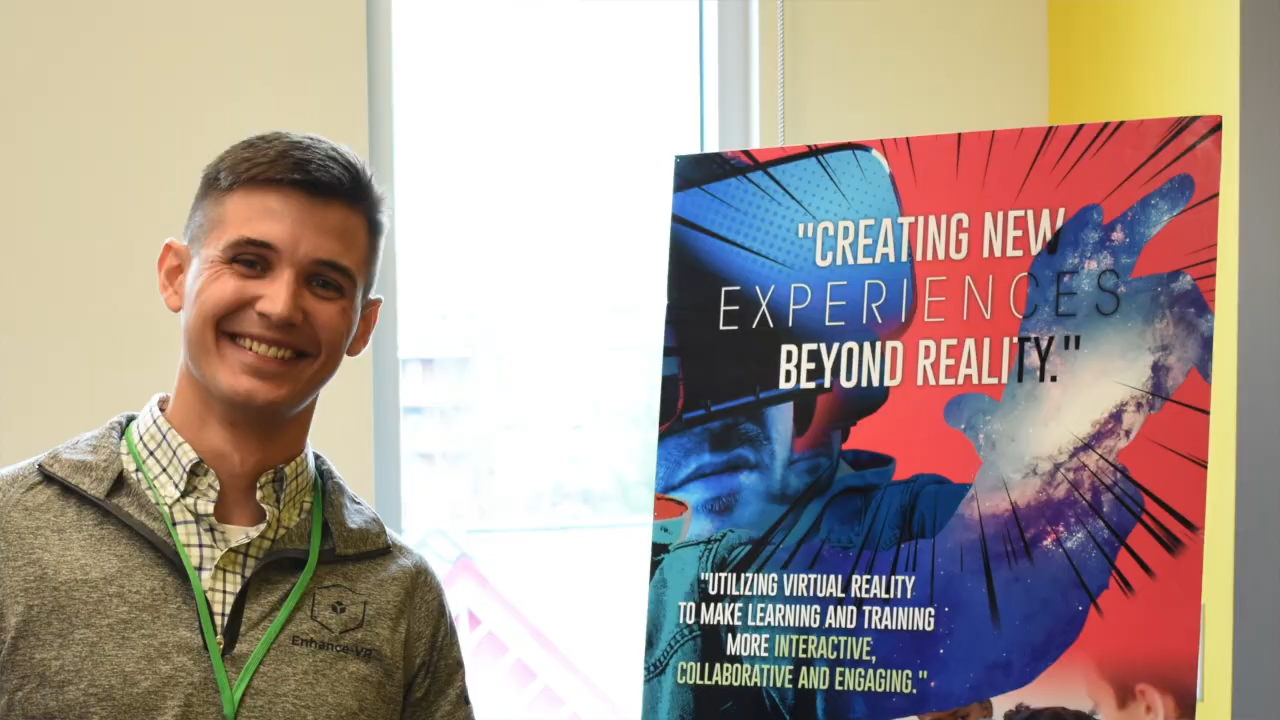 "CREATING NEW
EXPERIENCES
BEYOND REALITY."
"UTILIZING VIRTUAL REALITY
TO MAKE LEARNING AND TRAINING
MORE INTERACTIVE,
COLLABORATIVE AND ENGAGING."
Enhance-VR